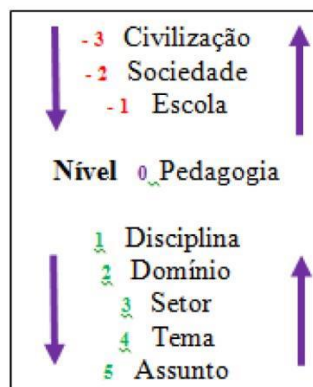 - 3 Civilização
- 2 Sociedade
- 1 Escola
Nível 0 Pedagogia
1 Disciplina
2 Domínio
3 Setor
4 Tema
5 Assunto